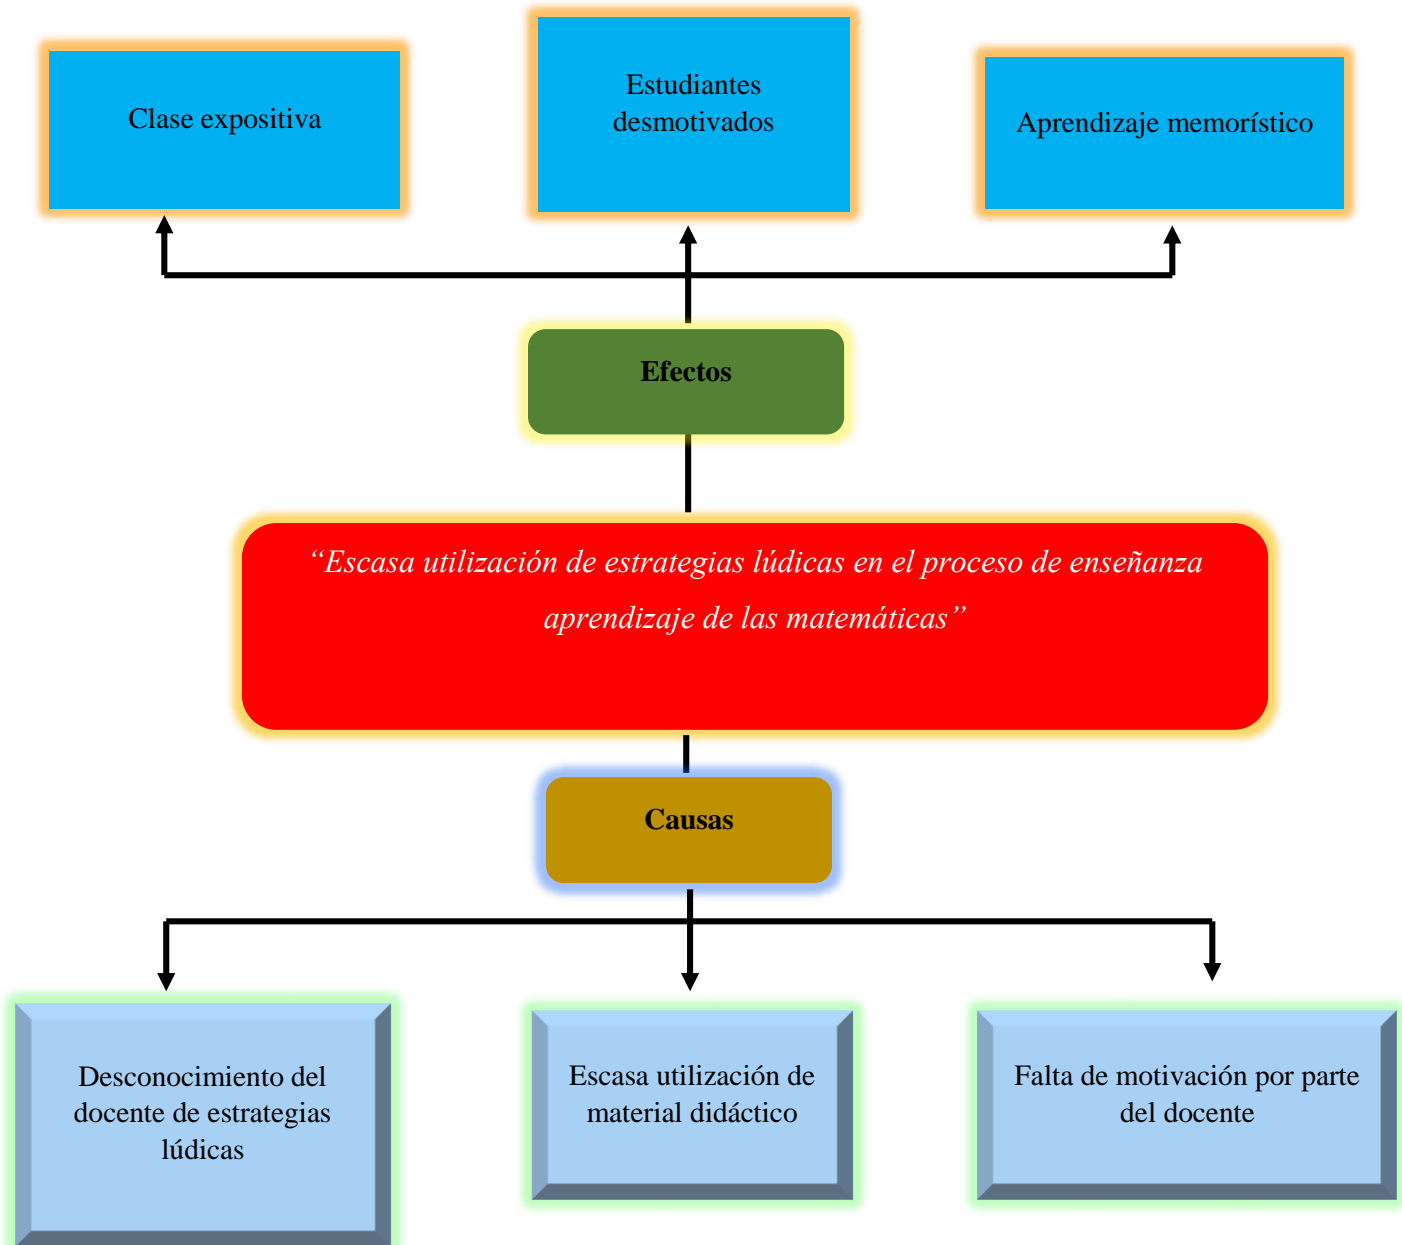 Clase expositiva
Estudiantes
desmotivados
Aprendizaje memorístico
Efectos
“Escasa utilización de estrategias lúdicas en el proceso de enseñanza
aprendizaje de las matemáticas”
Causas
Desconocimiento del
docente de estrategias
lúdicas
Escasa utilización de
material didáctico
Falta de motivación por parte
del docente